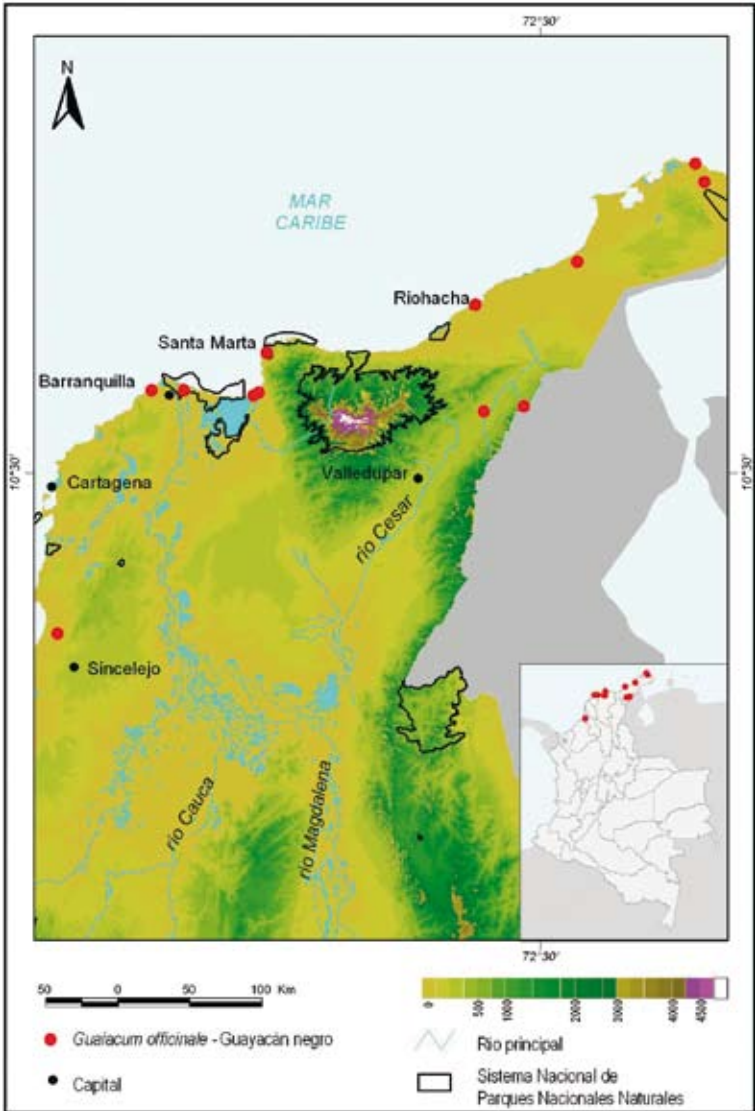 72°30'
N
MAR
CARIBE
Riohacha
Santa Marta
Barranquilla
10°30'
10°30'
Valledupar
Cartagena
río Cesar
Sincelejo
río Cauca
río Magdalena
72°30'
50 0 50 100 Km
0 500 1000 2000 3000 4000 4500
Guaiacum officinale - Guayacán negro
Río principal
Capital
Sistema Nacional de
Parques Nacionales Naturales